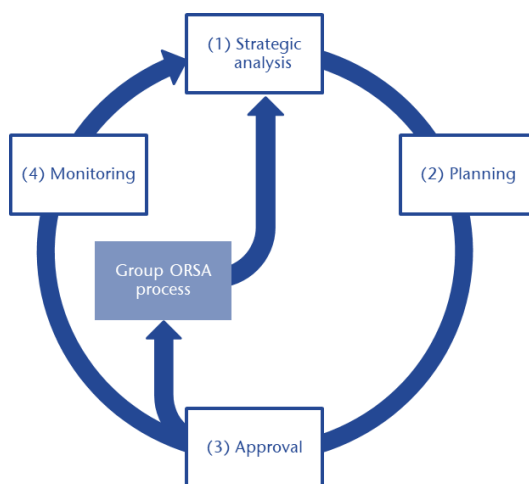 (1) Strategic
analysis
(2) Planning
(4) Monitoring
Group ORSA
process
(3) Approval